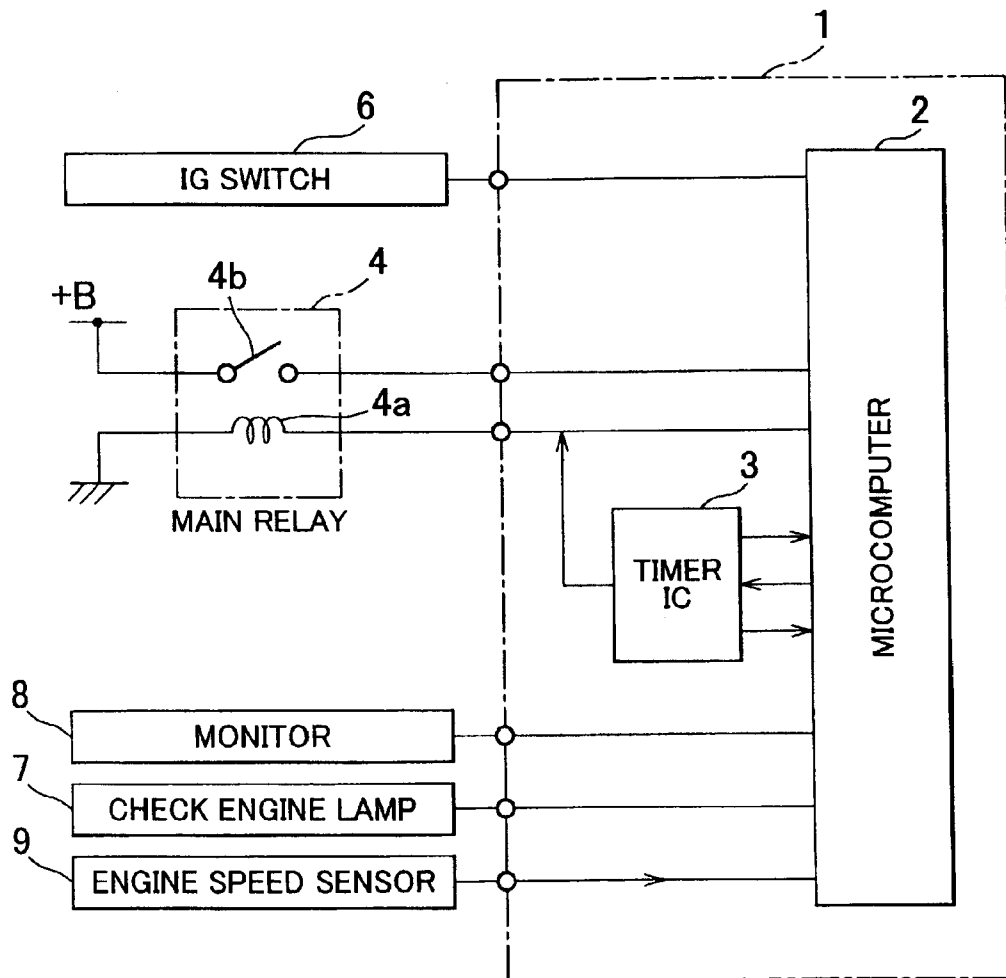 1
6
2
IG SWITCH
4
4b
+B
4a
3
MAIN RELAY
TIMER
IC
MICROCOMPUTER
8
MONITOR
7
CHECK ENGINE LAMP
9
ENGINE SPEED SENSOR